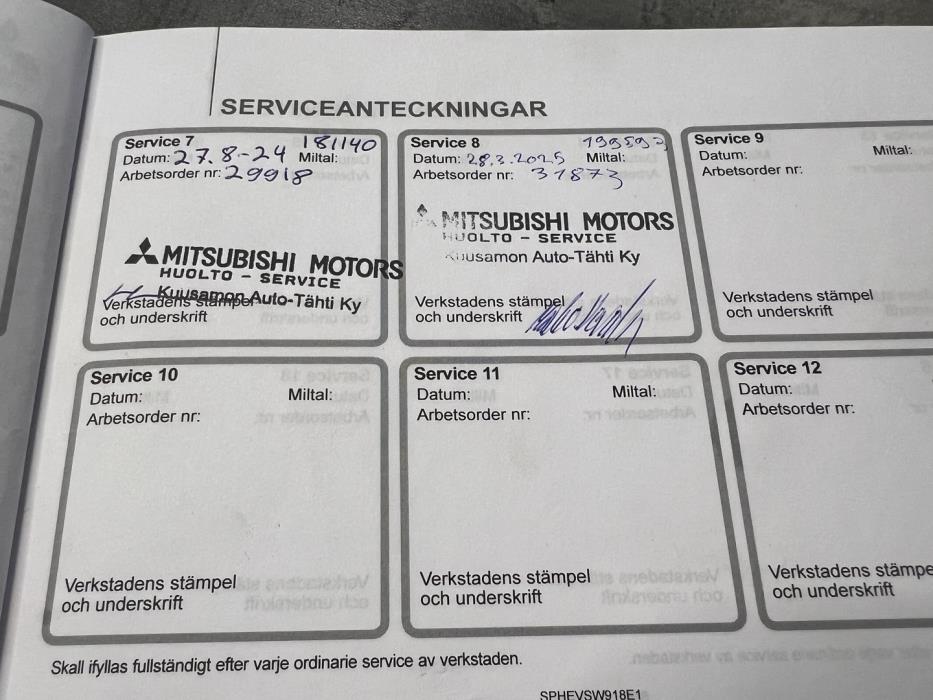 SERVICEANTECKNINGAR
Service 7
181140
Datum: 27.8-24 Miltal:
Arbetsorder nr: 29918
MITSUBISHI MOTORS
HUOLTO - SERVICE
Kuusamon Auto-Tähti Ky
Verkstadens stämpel
och underskrift
Service 8
199593
Datum: 28.3.2025 Miltal:
Arbetsorder nr: 31873
MITSUBISHI MOTORS
HUOLTO - SERVICE
Kuusamon Auto-Tähti Ky
Verkstadens stämpel
och underskrift
Service 9
Datum: Miltal:
Arbetsorder nr:
Verkstadens stämpel
och underskrift
Service 10
Datum: Miltal:
Arbetsorder nr:
Verkstadens stämpel
och underskrift
Service 11
Datum: Miltal:
Arbetsorder nr:
Verkstadens stämpel
och underskrift
Service 12
Datum:
Arbetsorder nr:
Verkstadens stämpe
och underskrift
Skall ifyllas fullständigt efter varje ordinarie service av verkstaden.
SPHEVSW918E1